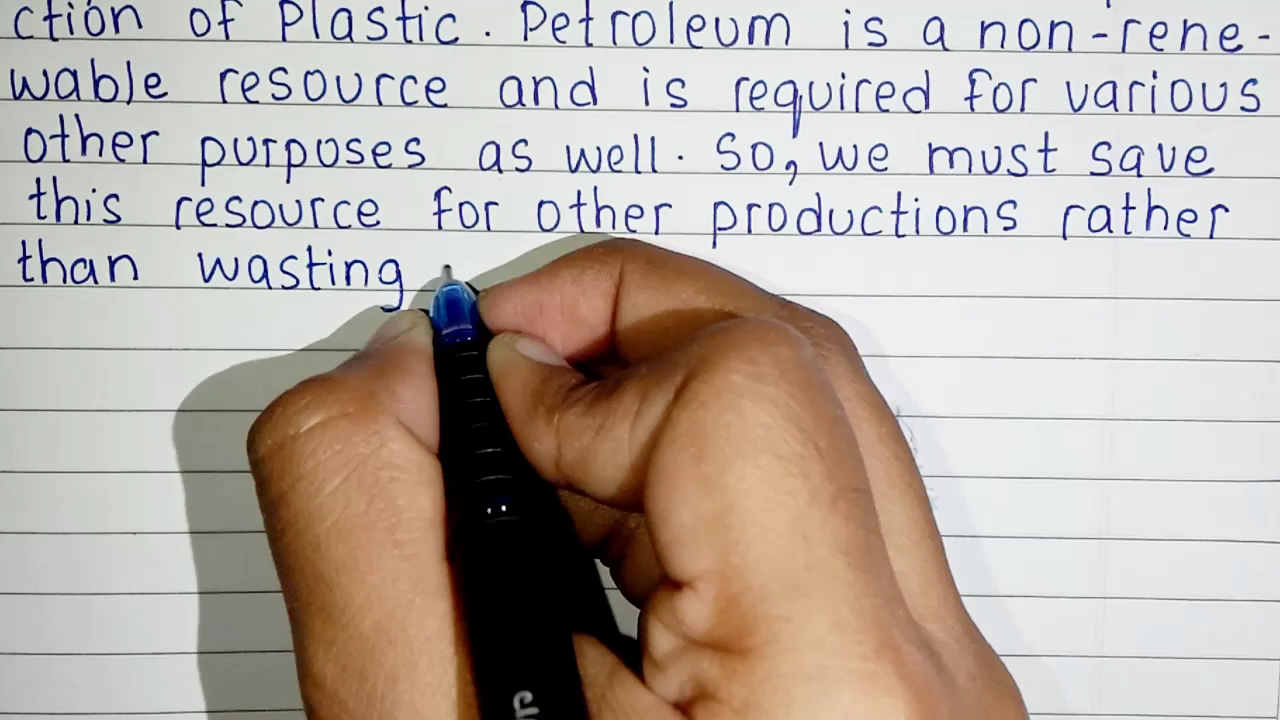 ction of Plastic. Petroleum is a non-rene-
wable resource and is required for various
other purposes as well. So, we must save
this resource for other productions rather
than wasting